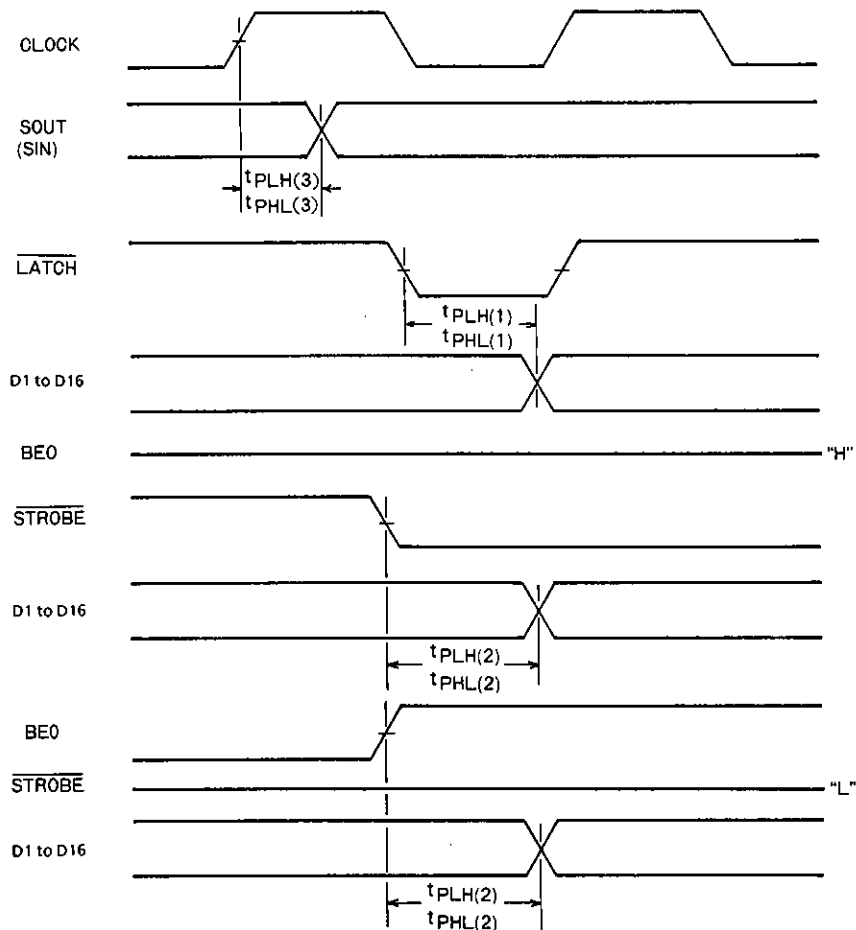 CLOCK
SOUT
(SIN)
tPLH(3)
tPHL(3)
LATCH
tPLH(1)
tPHL(1)
D1 to D16
BEO
"H"
STROBE
D1 to D16
tPLH(2)
tPHL(2)
BEO
STROBE
"L"
D1 to D16
tPLH(2)
tPHL(2)